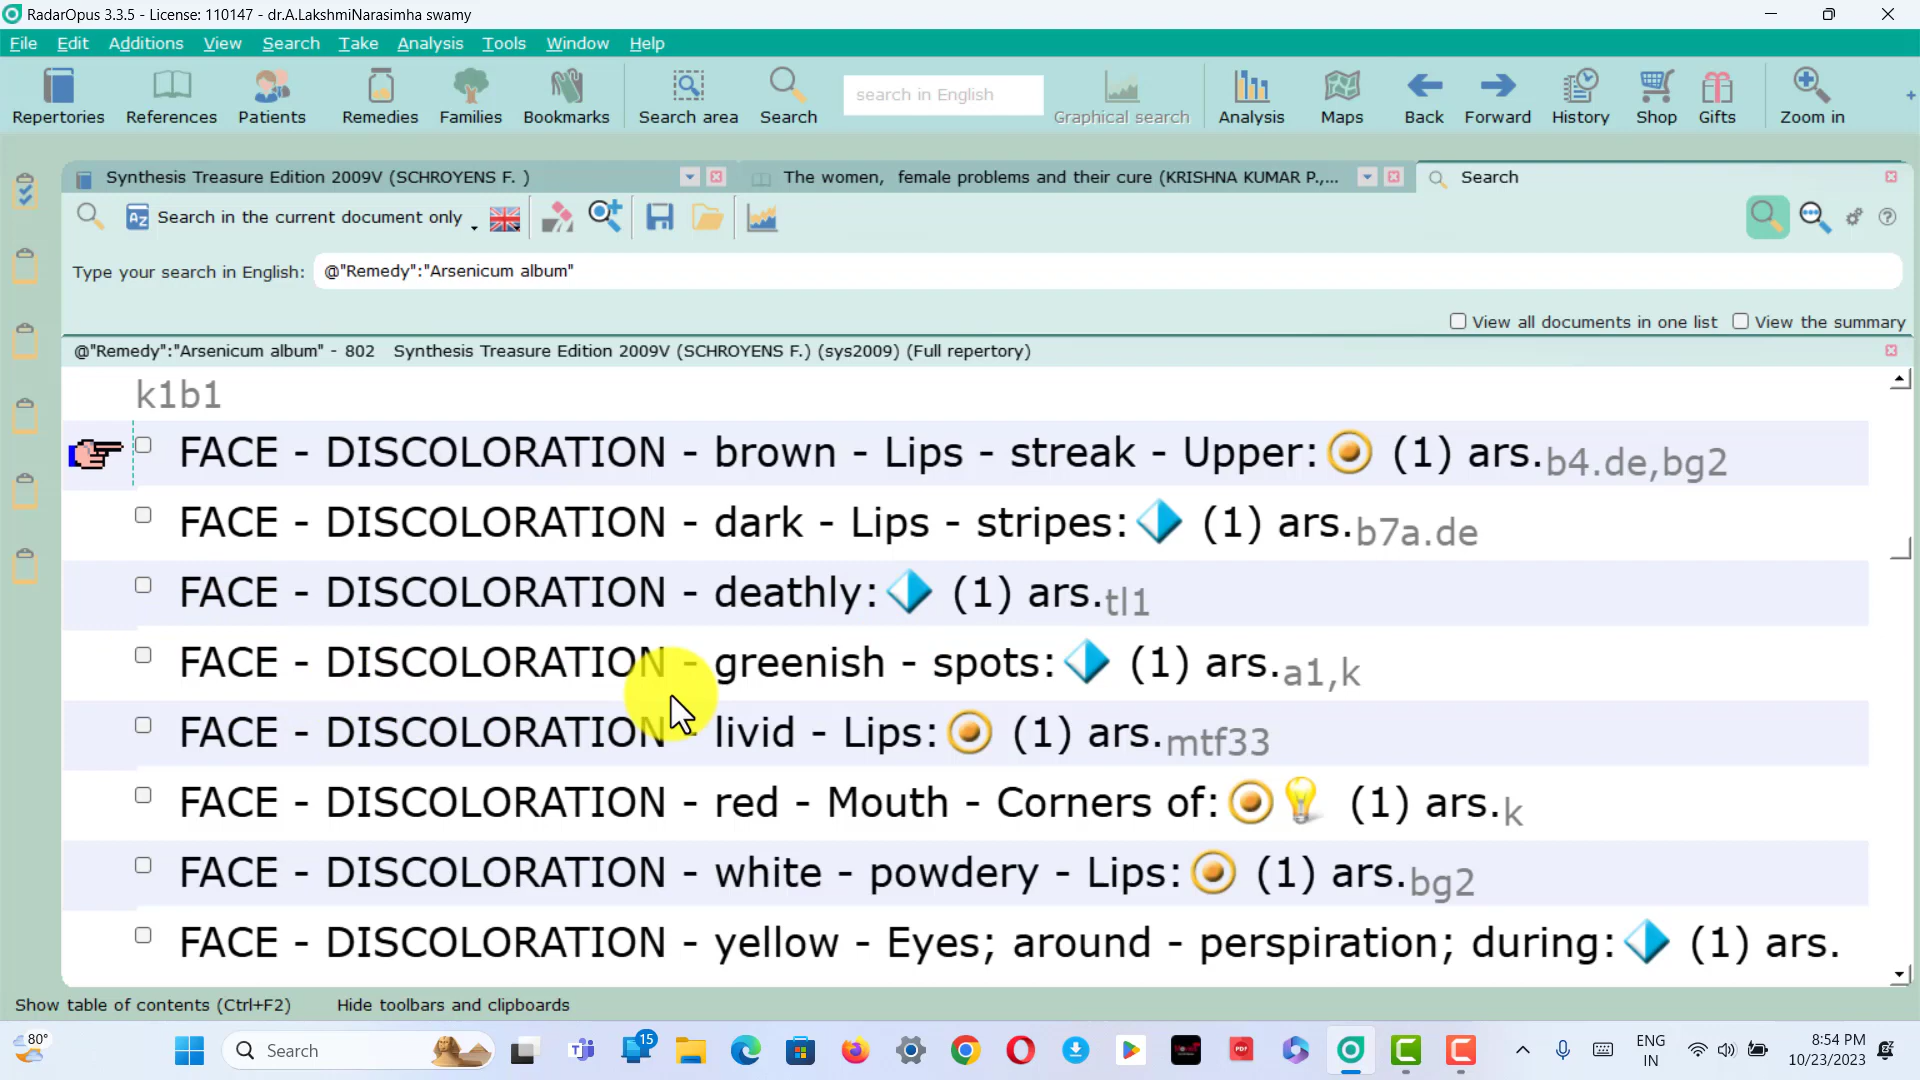 RadarOpus 3.3.5 - License: 110147 - dr.A.LakshmiNarasimha swamy
File Edit Additions View Search Take Analysis Tools Window Help
Repertories References Patients Remedies Families Bookmarks Search area Search search in English Graphical search Analysis Maps Back Forward History Shop Gifts Zoom in
Synthesis Treasure Edition 2009V (SCHROYENS F. ) The women, female problems and their cure (KRISHNA KUMAR P.,... Search
AZ Search in the current document only
Type your search in English: @"Remedy":"Arsenicum album"
View all documents in one list View the summary
@"Remedy":"Arsenicum album" - 802 Synthesis Treasure Edition 2009V (SCHROYENS F.) (sys2009) (Full repertory)
k1b1
FACE - DISCOLORATION - brown - Lips - streak - Upper: (1) ars.b4.de,bg2
FACE - DISCOLORATION - dark - Lips - stripes: (1) ars.b7a.de
FACE - DISCOLORATION - deathly: (1) ars.tl1
FACE - DISCOLORATION - greenish - spots: (1) ars.a1,k
FACE - DISCOLORATION - livid - Lips: (1) ars.mtf33
FACE - DISCOLORATION - red - Mouth - Corners of: (1) ars.k
FACE - DISCOLORATION - white - powdery - Lips: (1) ars.bg2
FACE - DISCOLORATION - yellow - Eyes; around - perspiration; during: (1) ars.
Show table of contents (Ctrl+F2) Hide toolbars and clipboards
80° Search 15 PDF ENG IN 8:54 PM
10/23/2023